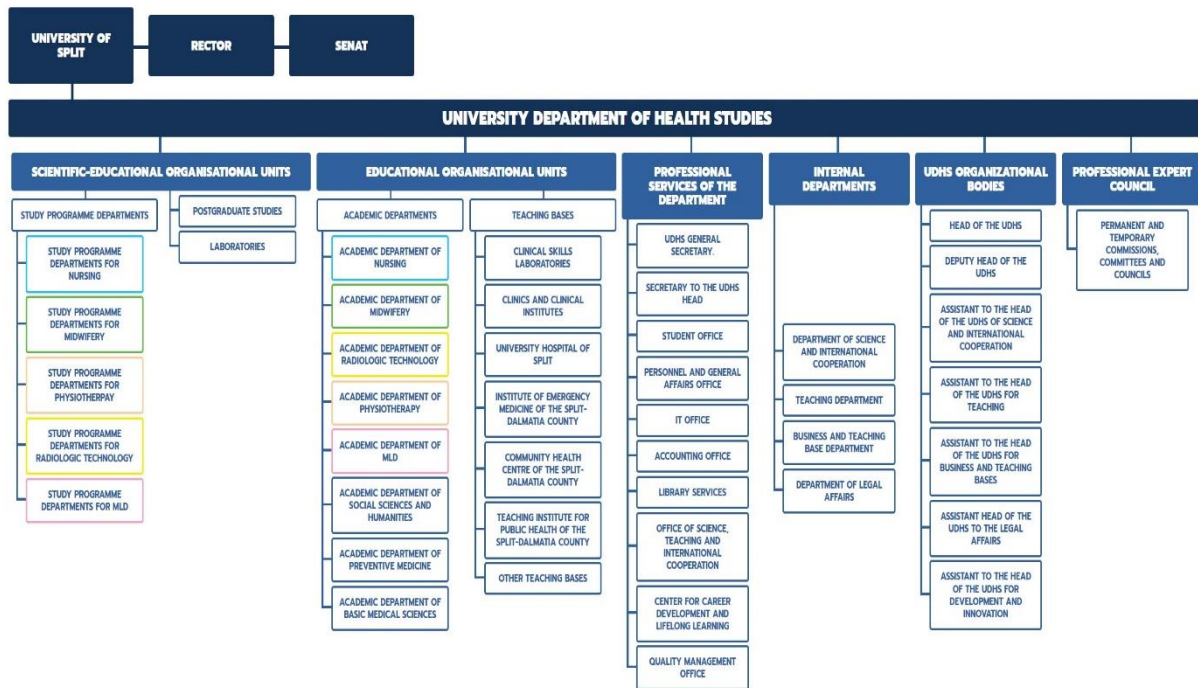 UNIVERSITY OF
SPLIT
RECTOR
SENAT
UNIVERSITY DEPARTMENT OF HEALTH STUDIES
SCIENTIFIC-EDUCATIONAL ORGANISATIONAL UNITS
STUDY PROGRAMME DEPARTMENTS
STUDY PROGRAMME
DEPARTMENTS FOR
NURSING
STUDY PROGRAMME
DEPARTMENTS FOR
MIDWIFERY
STUDY PROGRAMME
DEPARTMENTS FOR
PHYSIOTHERPAY
STUDY PROGRAMME
DEPARTMENTS FOR
RADIOLOGIC TECHNOLOGY
STUDY PROGRAMME
DEPARTMENTS FOR MLD
POSTGRADUATE STUDIES
LABORATORIES
EDUCATIONAL ORGANISATIONAL UNITS
ACADEMIC DEPARTMENTS
ACADEMIC DEPARTMENT OF
NURSING
ACADEMIC DEPARTMENT OF
MIDWIFERY
ACADEMIC DEPARTMENT OF
RADIOLOGIC TECHNOLOGY
ACADEMIC DEPARTMENT OF
PHYSIOTHERAPY
ACADEMIC DEPARTMENT OF
MLD
ACADEMIC DEPARTMENT OF
SOCIAL SCIENCES AND
HUMANITIES
ACADEMIC DEPARTMENT OF
PREVENTIVE MEDICINE
ACADEMIC DEPARTMENT OF
BASIC MEDICAL SCIENCES
TEACHING BASES
CLINICAL SKILLS
LABORATORIES
CLINICS AND CLINICAL
INSTITUTES
UNIVERSITY HOSPITAL OF
SPLIT
INSTITUTE OF EMERGENCY
MEDICINE OF THE SPLIT-
DALMATIA COUNTY
COMMUNITY HEALTH
CENTRE OF THE SPLIT-
DALMATIA COUNTY
TEACHING INSTITUTE FOR
PUBLIC HEALTH OF THE
SPLIT-DALMATIA COUNTY
OTHER TEACHING BASES
PROFESSIONAL
SERVICES OF THE
DEPARTMENT
UDHS GENERAL
SECRETARY.
SECRETARY TO THE UDHS
HEAD
STUDENT OFFICE
PERSONNEL AND GENERAL
AFFAIRS OFFICE
IT OFFICE
ACCOUNTING OFFICE
LIBRARY SERVICES
OFFICE OF SCIENCE,
TEACHING AND
INTERNATIONAL
COOPERATION
CENTER FOR CAREER
DEVELOPMENT AND
LIFELONG LEARNING
QUALITY MANAGEMENT
OFFICE
INTERNAL
DEPARTMENTS
DEPARTMENT OF SCIENCE
AND INTERNATIONAL
COOPERATION
TEACHING DEPARTMENT
BUSINESS AND TEACHING
BASE DEPARTMENT
DEPARTMENT OF LEGAL
AFFAIRS
UDHS ORGANIZATIONAL
BODIES
HEAD OF THE UDHS
DEPUTY HEAD OF THE
UDHS
ASSISTANT TO THE HEAD
OF THE UDHS OF SCIENCE
AND INTERNATIONAL
COOPERATION
ASSISTANT TO THE HEAD
OF THE UDHS FOR
TEACHING
ASSISTANT TO THE HEAD
OF THE UDHS FOR
BUSINESS AND TEACHING
BASES
ASSISTANT HEAD OF THE
UDHS TO THE LEGAL
AFFAIRS
ASSISTANT TO THE HEAD
OF THE UDHS FOR
DEVELOPMENT AND
INNOVATION
PROFESSIONAL EXPERT
COUNCIL
PERMANENT AND
TEMPORARY
COMMISSIONS,
COMMITTEES AND
COUNCILS